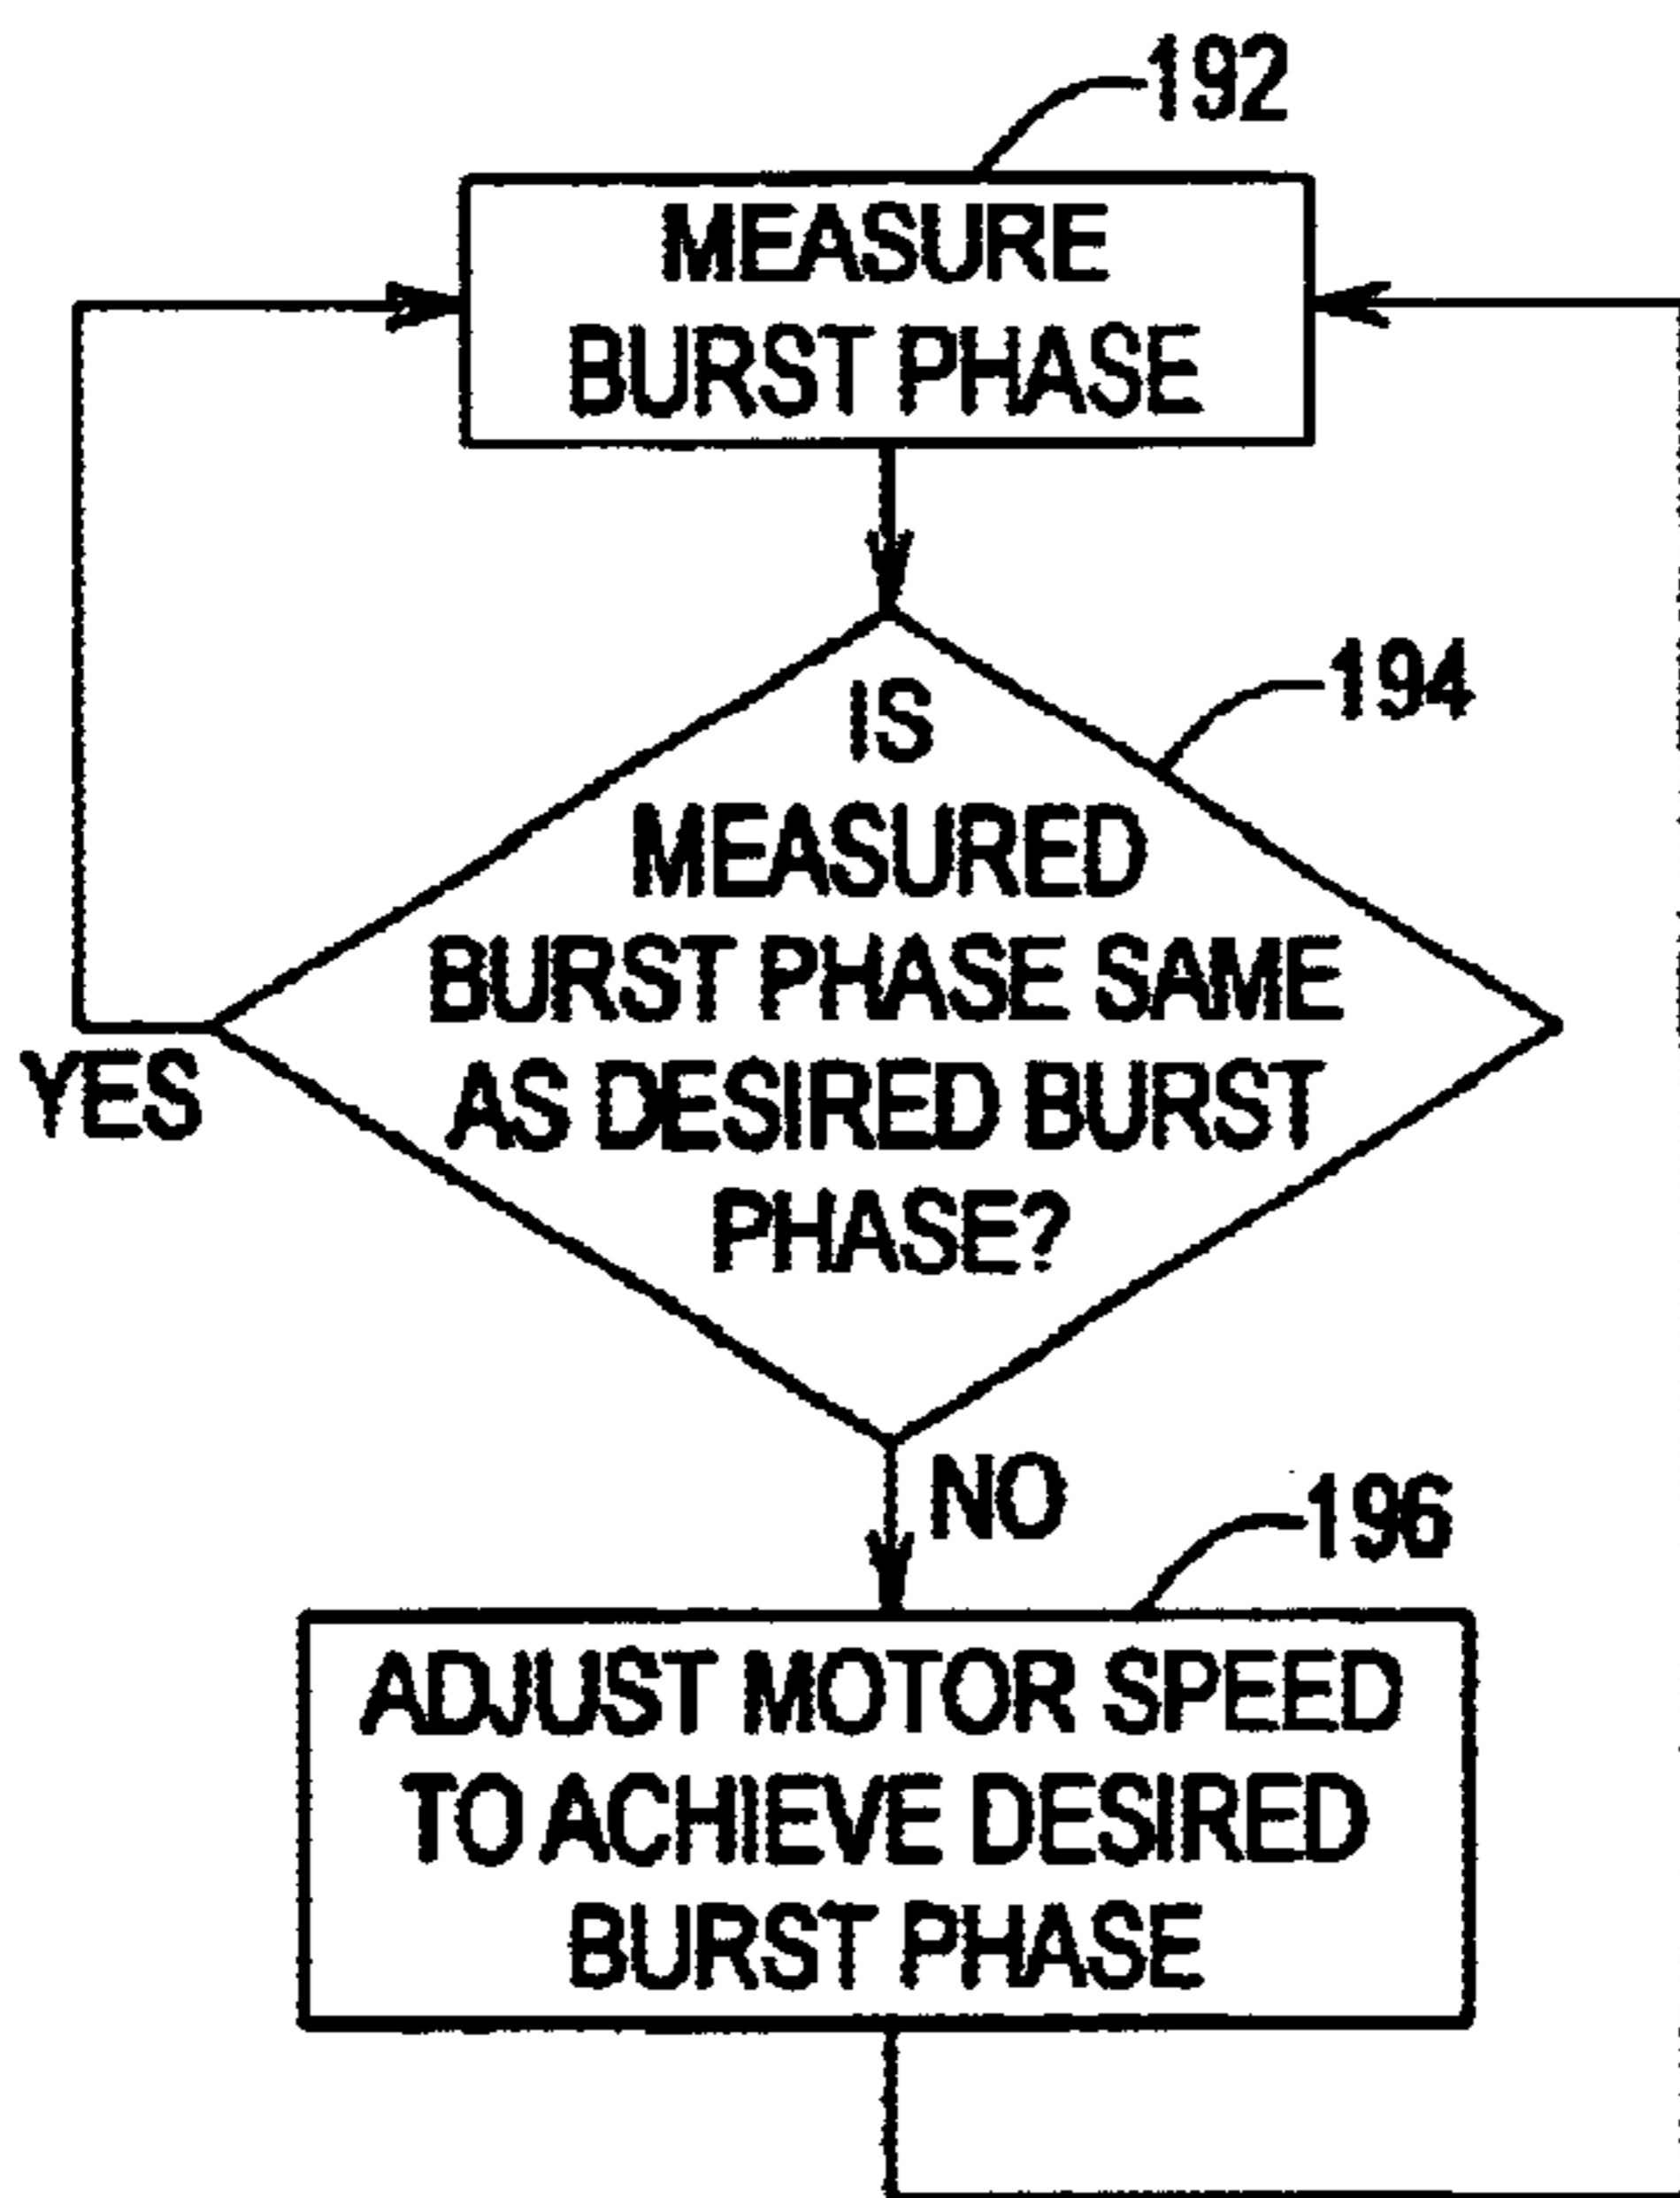 192
MEASURE
BURST PHASE
194
IS
MEASURED
BURST PHASE SAME
AS DESIRED BURST
PHASE?
YES
NO
196
ADJUST MOTOR SPEED
TO ACHIEVE DESIRED
BURST PHASE